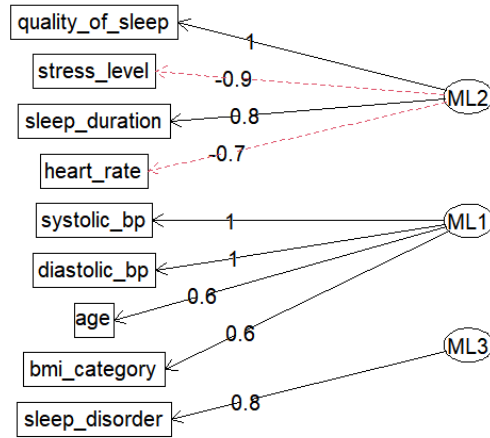 quality_of_sleep
1
stress_level
-0.9
ML2
sleep_duration
0.8
-0.7
heart_rate
systolic_bp
1
ML1
diastolic_bp
1
0.6
age
0.6
ML3
bmi_category
0.8
sleep_disorder